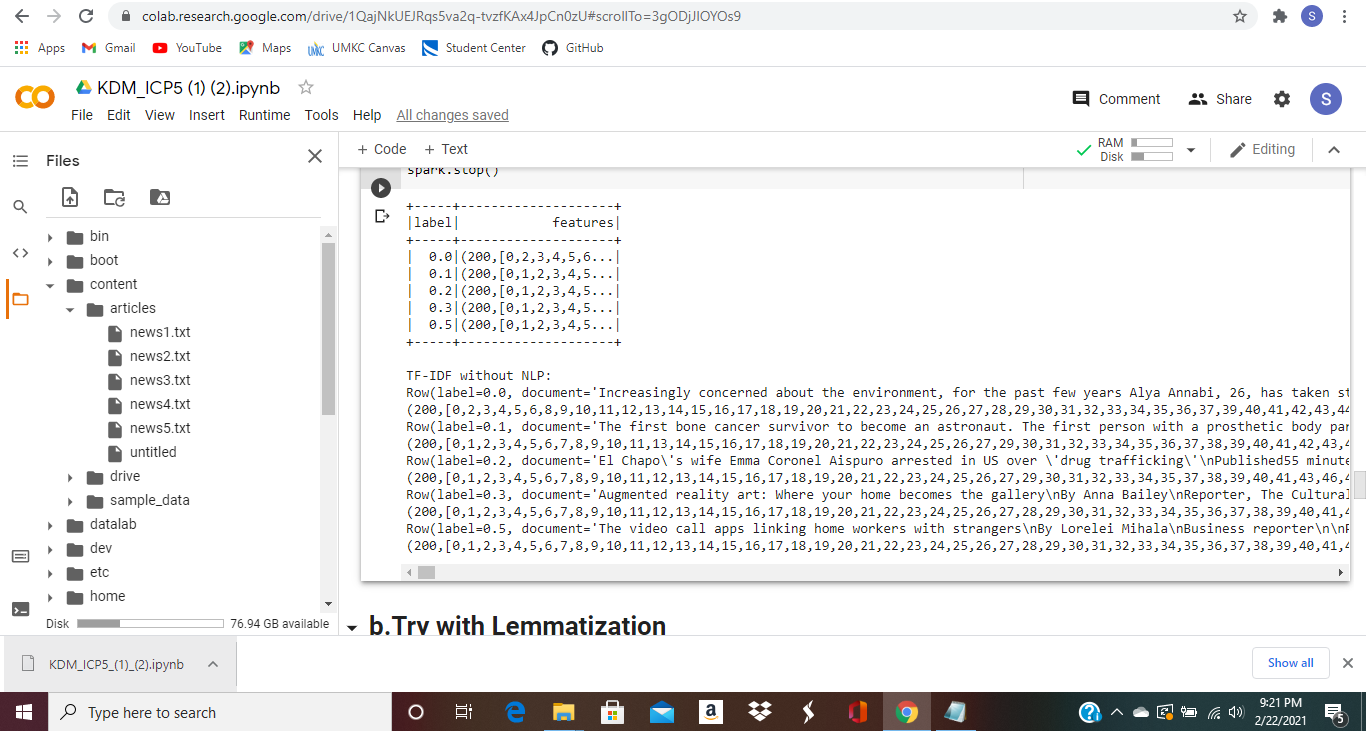 colab.research.google.com/drive/1QajNkUEJRqs5va2q-tvzfKAx4JpCn0zU#scrollTo=3gODjJIOYOs9
S
Apps Gmail YouTube Maps UMKC Canvas Student Center GitHub
KDM_ICP5 (1) (2).ipynb
File Edit View Insert Runtime Tools Help All changes saved
Comment Share S
Files
+ Code + Text
RAM
Disk
Editing
bin
boot
content
articles
news1.txt
news2.txt
news3.txt
news4.txt
news5.txt
untitled
drive
sample_data
datalab
dev
etc
home
Disk 76.94 GB available
spark.stop()
+-----+--------------------+
|label|            features|
+-----+--------------------+
|  0.0|(200,[0,2,3,4,5,6...|
|  0.1|(200,[0,1,2,3,4,5...|
|  0.2|(200,[0,1,2,3,4,5...|
|  0.3|(200,[0,1,2,3,4,5...|
|  0.5|(200,[0,1,2,3,4,5...|
+-----+--------------------+
TF-IDF without NLP:
Row(label=0.0, document='Increasingly concerned about the environment, for the past few years Alya Annabi, 26, has taken st
(200,[0,2,3,4,5,6,8,9,10,11,12,13,14,15,16,17,18,19,20,21,22,23,24,25,26,27,28,29,30,31,32,33,34,35,36,37,39,40,41,42,43,44
Row(label=0.1, document='The first bone cancer survivor to become an astronaut. The first person with a prosthetic body par
(200,[0,1,2,3,4,5,6,7,8,9,10,11,13,14,15,16,17,18,19,20,21,22,23,24,25,26,27,28,29,30,31,32,33,34,35,37,38,39,40,41,42,43,4
Row(label=0.2, document='El Chapo\'s wife Emma Coronel Aispuro arrested in US over \'drug trafficking\'\nPublished55 minute
(200,[0,1,2,3,4,5,6,7,8,9,10,11,12,13,14,15,16,17,18,19,20,21,22,23,24,25,26,27,29,30,31,32,33,34,35,36,37,38,40,41,43,46,4
Row(label=0.3, document='Augmented reality art: Where your home becomes the gallery\nBy Anna Bailey\nReporter, The Cultural
(200,[0,1,2,3,4,5,6,7,8,9,10,11,12,13,14,15,16,17,18,19,20,21,22,23,24,25,26,27,28,29,30,31,32,33,34,35,36,38,39,40,41,42,4
Row(label=0.5, document='The video call apps linking home workers with strangers\nBy Lorelei Mihala\nBusiness reporter\n\nP
(200,[0,1,2,3,4,5,6,7,8,9,10,11,12,13,14,15,16,17,18,19,20,21,22,23,24,25,26,27,28,29,30,31,32,33,34,35,36,37,38,39,40,41,4
b.Try with Lemmatization
KDM_ICP5_(1)_(2).ipynb
Show all
Type here to search
9:21 PM
2/22/2021
5